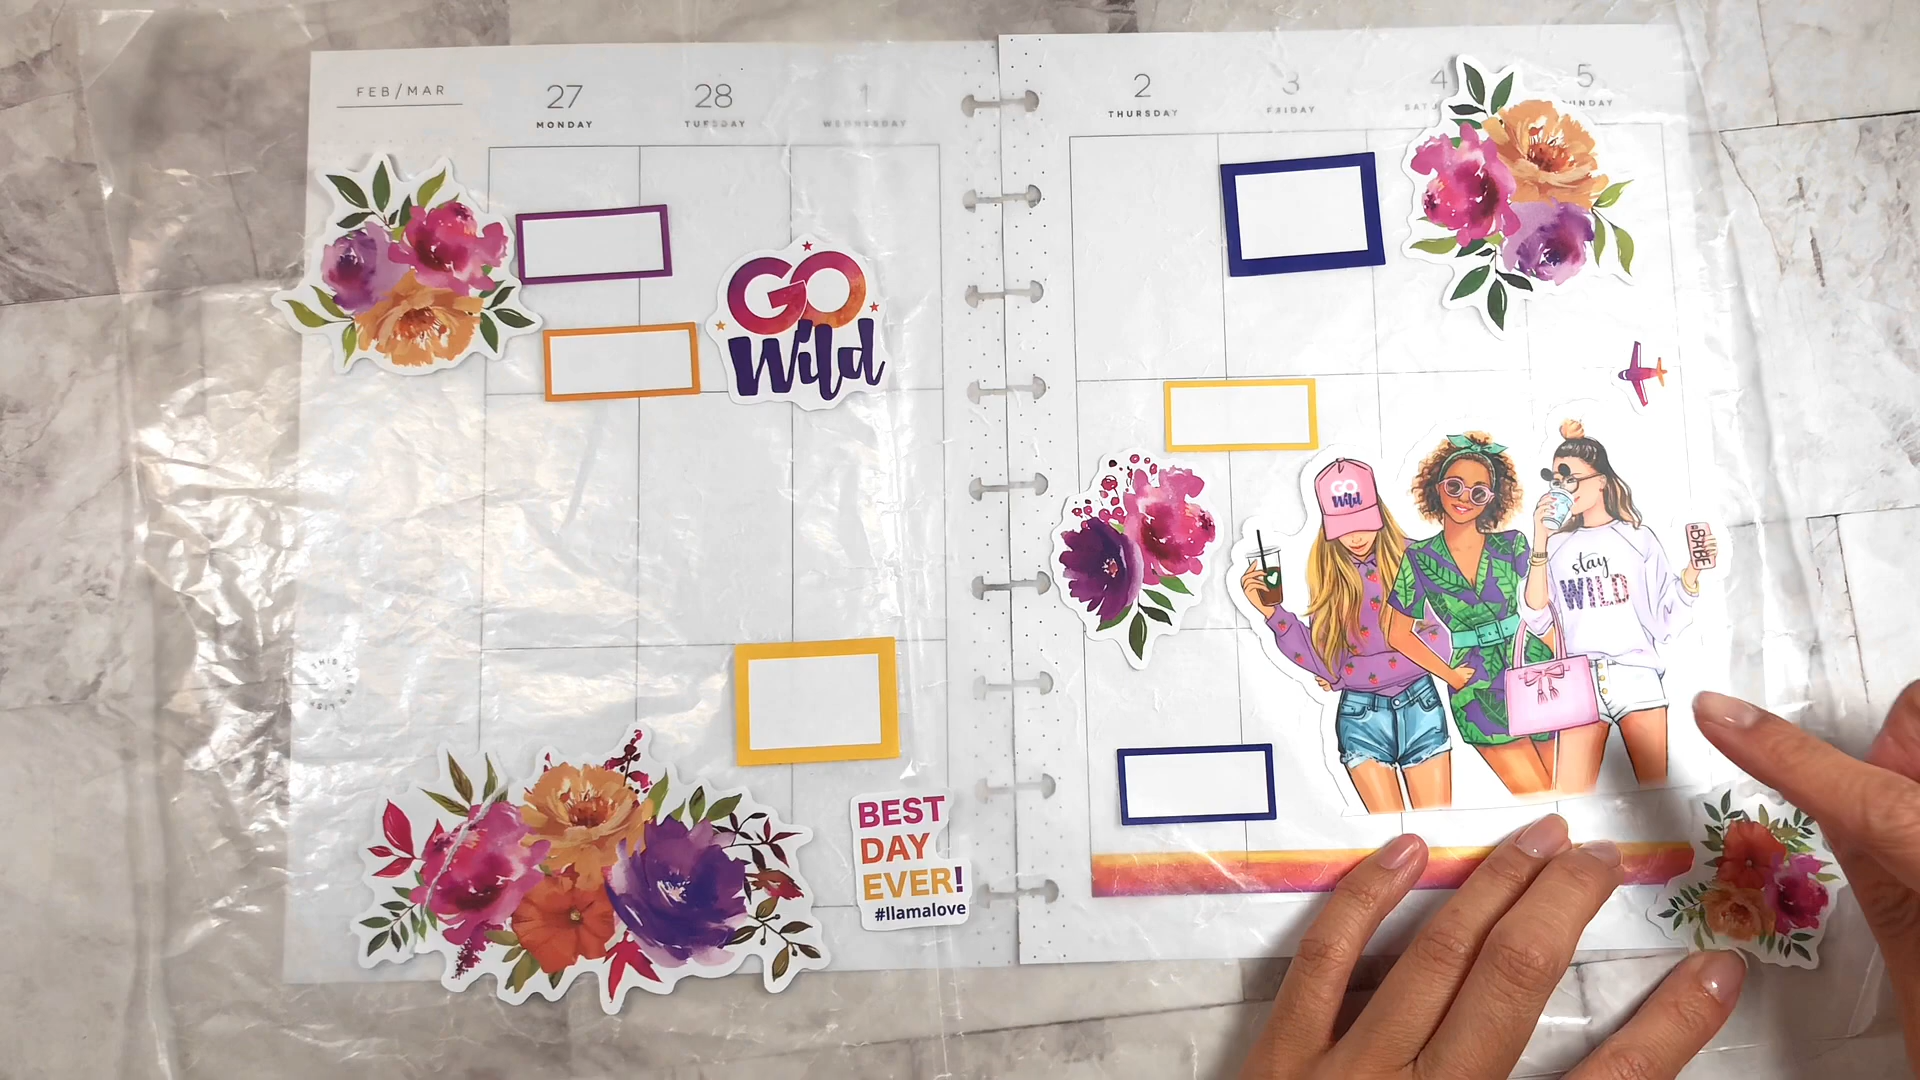 FEB/MAR
27
MONDAY
28
TUESDAY
1
WEDNESDAY
2
THURSDAY
3
FRIDAY
4
5
GO
Wild
GO
Wild
BABE
stay
WILD
BEST
DAY
EVER!
#llamalove